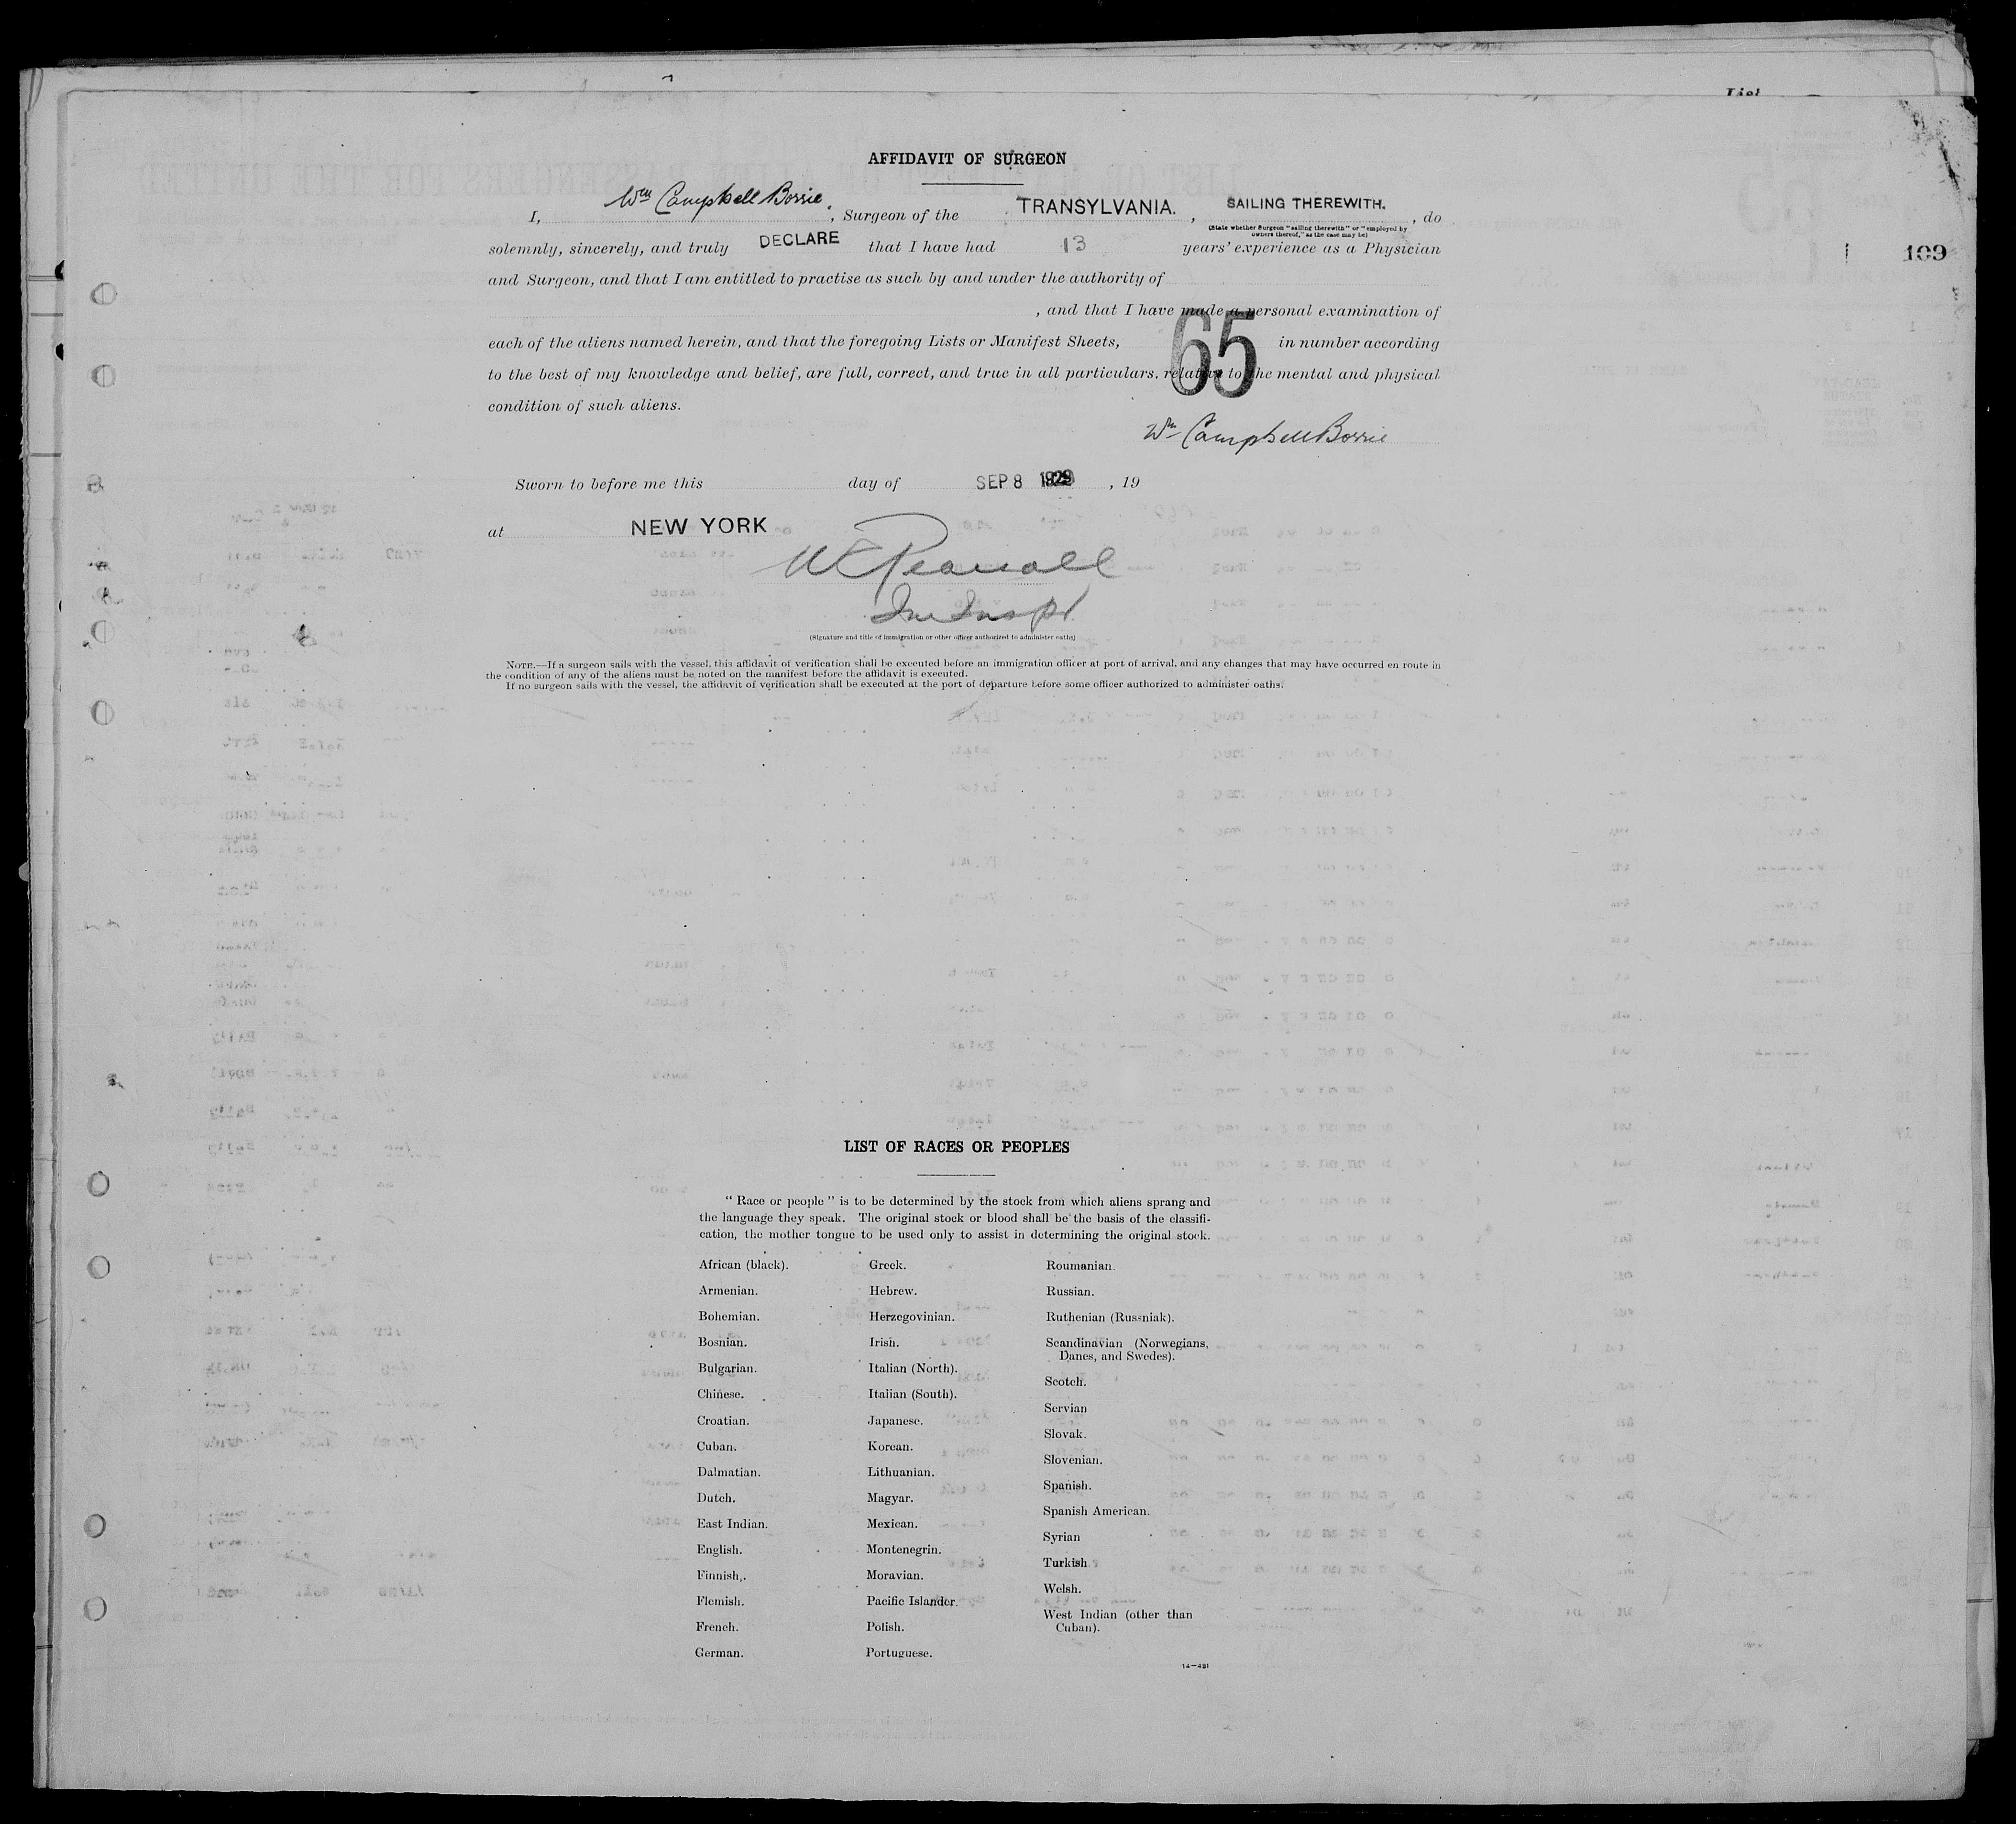 List
109
AFFIDAVIT OF SURGEON
I, Wm Campbell Borrie, Surgeon of the TRANSYLVANIA. , SAILING THEREWITH. , do
(State whether Surgeon "sailing therewith" or "employed by
owners thereof," as the case may be)
solemnly, sincerely, and truly DECLARE that I have had 13 years' experience as a Physician
and Surgeon, and that I am entitled to practise as such by and under the authority of
, and that I have made a personal examination of
each of the aliens named herein, and that the foregoing Lists or Manifest Sheets, 65 in number according
to the best of my knowledge and belief, are full, correct, and true in all particulars, relative to the mental and physical
condition of such aliens.
Wm Campbell Borrie
Sworn to before me this day of SEP 8 1929 , 19
at NEW YORK
Im Inspt
(Signature and title of immigration or other officer authorized to administer oaths)
NOTE.—If a surgeon sails with the vessel, this affidavit of verification shall be executed before an immigration officer at port of arrival, and any changes that may have occurred en route in
the condition of any of the aliens must be noted on the manifest before the affidavit is executed.
If no surgeon sails with the vessel, the affidavit of verification shall be executed at the port of departure before some officer authorized to administer oaths.
LIST OF RACES OR PEOPLES
"Race or people" is to be determined by the stock from which aliens sprang and
the language they speak. The original stock or blood shall be the basis of the classifi-
cation, the mother tongue to be used only to assist in determining the original stock.
African (black).
Armenian.
Bohemian.
Bosnian.
Bulgarian.
Chinese.
Croatian.
Cuban.
Dalmatian.
Dutch.
East Indian.
English.
Finnish.
Flemish.
French.
German.
Greek.
Hebrew.
Herzegovinian.
Irish.
Italian (North).
Italian (South).
Japanese.
Korean.
Lithuanian.
Magyar.
Mexican.
Montenegrin.
Moravian.
Pacific Islander.
Polish.
Portuguese.
Roumanian.
Russian.
Ruthenian (Russniak).
Scandinavian (Norwegians,
Danes, and Swedes).
Scotch.
Servian
Slovak.
Slovenian.
Spanish.
Spanish American.
Syrian
Turkish
Welsh.
West Indian (other than
Cuban).
14—421